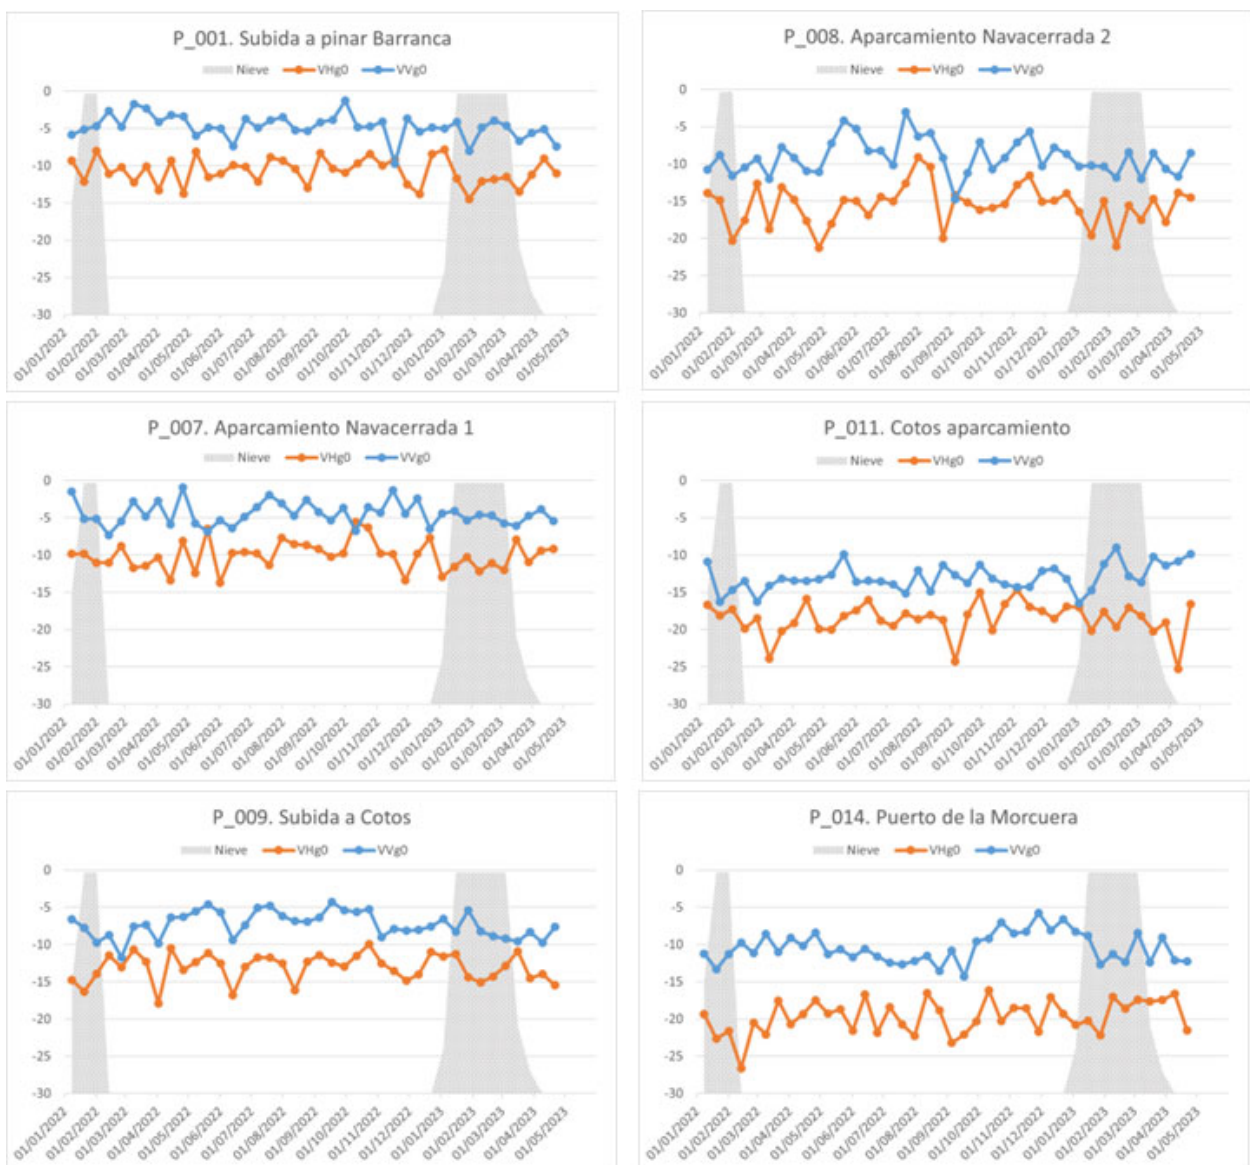 P_001. Subida a pinar Barranca
Nieve VHg0 VVg0
0
-5
-10
-15
-20
-25
-30
01/01/2022 01/02/2022 01/03/2022 01/04/2022 01/05/2022 01/06/2022 01/07/2022 01/08/2022 01/09/2022 01/10/2022 01/11/2022 01/12/2022 01/01/2023 01/02/2023 01/03/2023 01/04/2023 01/05/2023
P_008. Aparcamiento Navacerrada 2
Nieve VHg0 VVg0
0
-5
-10
-15
-20
-25
-30
01/01/2022 01/02/2022 01/03/2022 01/04/2022 01/05/2022 01/06/2022 01/07/2022 01/08/2022 01/09/2022 01/10/2022 01/11/2022 01/12/2022 01/01/2023 01/02/2023 01/03/2023 01/04/2023 01/05/2023
P_007. Aparcamiento Navacerrada 1
Nieve VHg0 VVg0
0
-5
-10
-15
-20
-25
-30
01/01/2022 01/02/2022 01/03/2022 01/04/2022 01/05/2022 01/06/2022 01/07/2022 01/08/2022 01/09/2022 01/10/2022 01/11/2022 01/12/2022 01/01/2023 01/02/2023 01/03/2023 01/04/2023 01/05/2023
P_011. Cotos aparcamiento
Nieve VHg0 VVg0
0
-5
-10
-15
-20
-25
-30
01/01/2022 01/02/2022 01/03/2022 01/04/2022 01/05/2022 01/06/2022 01/07/2022 01/08/2022 01/09/2022 01/10/2022 01/11/2022 01/12/2022 01/01/2023 01/02/2023 01/03/2023 01/04/2023 01/05/2023
P_009. Subida a Cotos
Nieve VHg0 VVg0
0
-5
-10
-15
-20
-25
-30
01/01/2022 01/02/2022 01/03/2022 01/04/2022 01/05/2022 01/06/2022 01/07/2022 01/08/2022 01/09/2022 01/10/2022 01/11/2022 01/12/2022 01/01/2023 01/02/2023 01/03/2023 01/04/2023 01/05/2023
P_014. Puerto de la Morcuera
Nieve VHg0 VVg0
0
-5
-10
-15
-20
-25
-30
01/01/2022 01/02/2022 01/03/2022 01/04/2022 01/05/2022 01/06/2022 01/07/2022 01/08/2022 01/09/2022 01/10/2022 01/11/2022 01/12/2022 01/01/2023 01/02/2023 01/03/2023 01/04/2023 01/05/2023